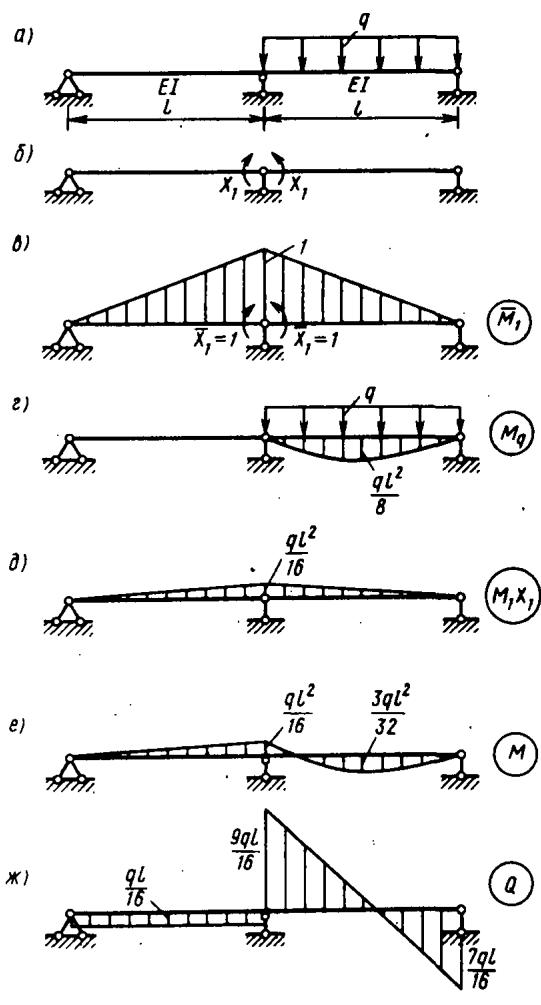 а)
q
EI
EI
l
l
б)
X₁
X₁
в)
1
X̄₁=1
X̄₁=1
M̄₁
г)
q
ql²
8
M_q
д)
ql²
16
M₁X₁
е)
ql²
16
3ql²
32
M
ж)
9ql
16
ql
16
Q
7ql
16